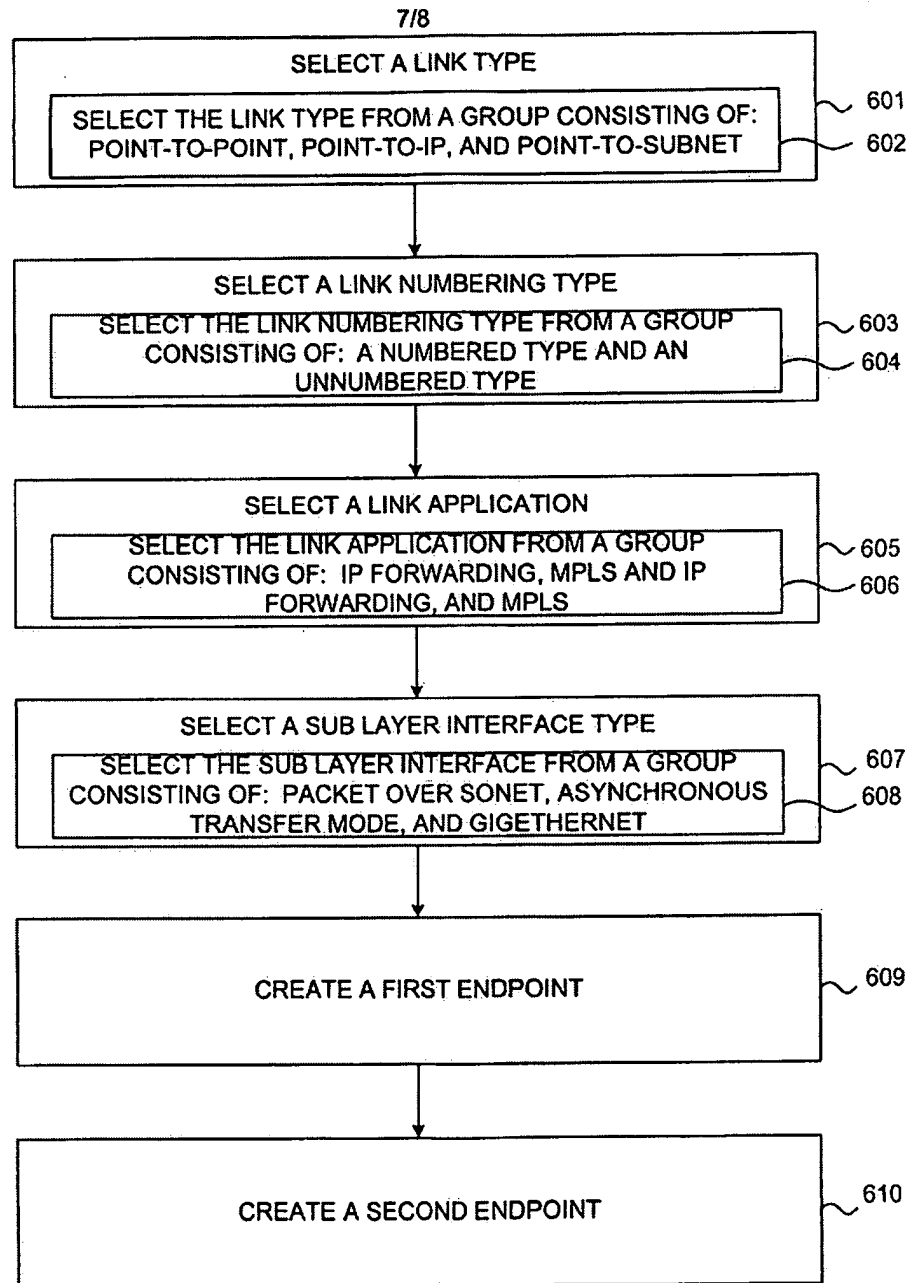 7/8
SELECT A LINK TYPE
SELECT THE LINK TYPE FROM A GROUP CONSISTING OF:
POINT-TO-POINT, POINT-TO-IP, AND POINT-TO-SUBNET
601
602
SELECT A LINK NUMBERING TYPE
SELECT THE LINK NUMBERING TYPE FROM A GROUP
CONSISTING OF: A NUMBERED TYPE AND AN
UNNUMBERED TYPE
603
604
SELECT A LINK APPLICATION
SELECT THE LINK APPLICATION FROM A GROUP
CONSISTING OF: IP FORWARDING, MPLS AND IP
FORWARDING, AND MPLS
605
606
SELECT A SUB LAYER INTERFACE TYPE
SELECT THE SUB LAYER INTERFACE FROM A GROUP
CONSISTING OF: PACKET OVER SONET, ASYNCHRONOUS
TRANSFER MODE, AND GIGETHERNET
607
608
CREATE A FIRST ENDPOINT
609
CREATE A SECOND ENDPOINT
610